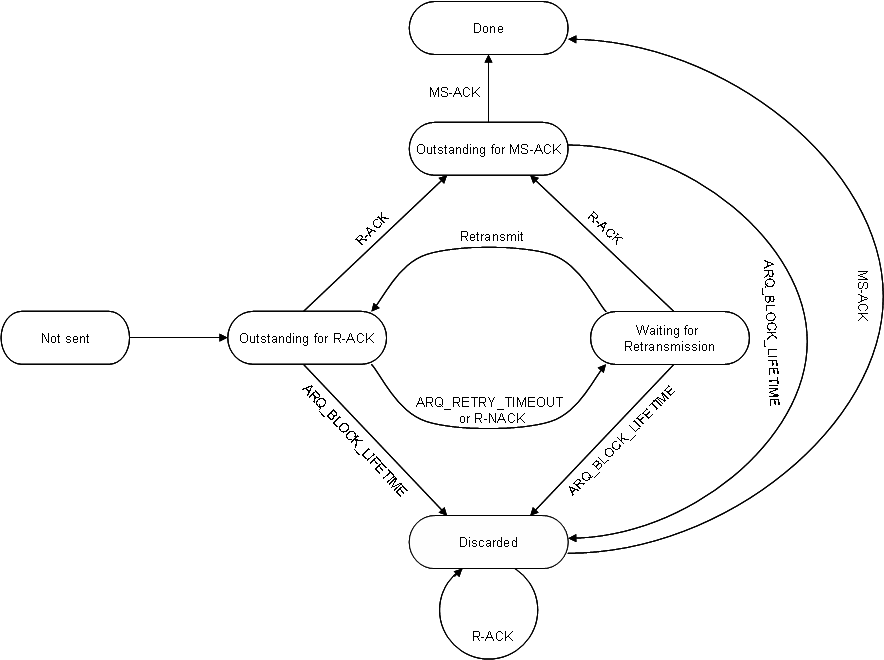 Done
MS-ACK
Outstanding for MS-ACK
R-ACK
R-ACK
Retransmit
ARQ_BLOCK_LIFETIME
MS-ACK
Not sent
Outstanding for R-ACK
Waiting for
Retransmission
ARQ_RETRY_TIMEOUT
or R-NACK
ARQ_BLOCK_LIFETIME
ARQ_BLOCK_LIFETIME
Discarded
R-ACK